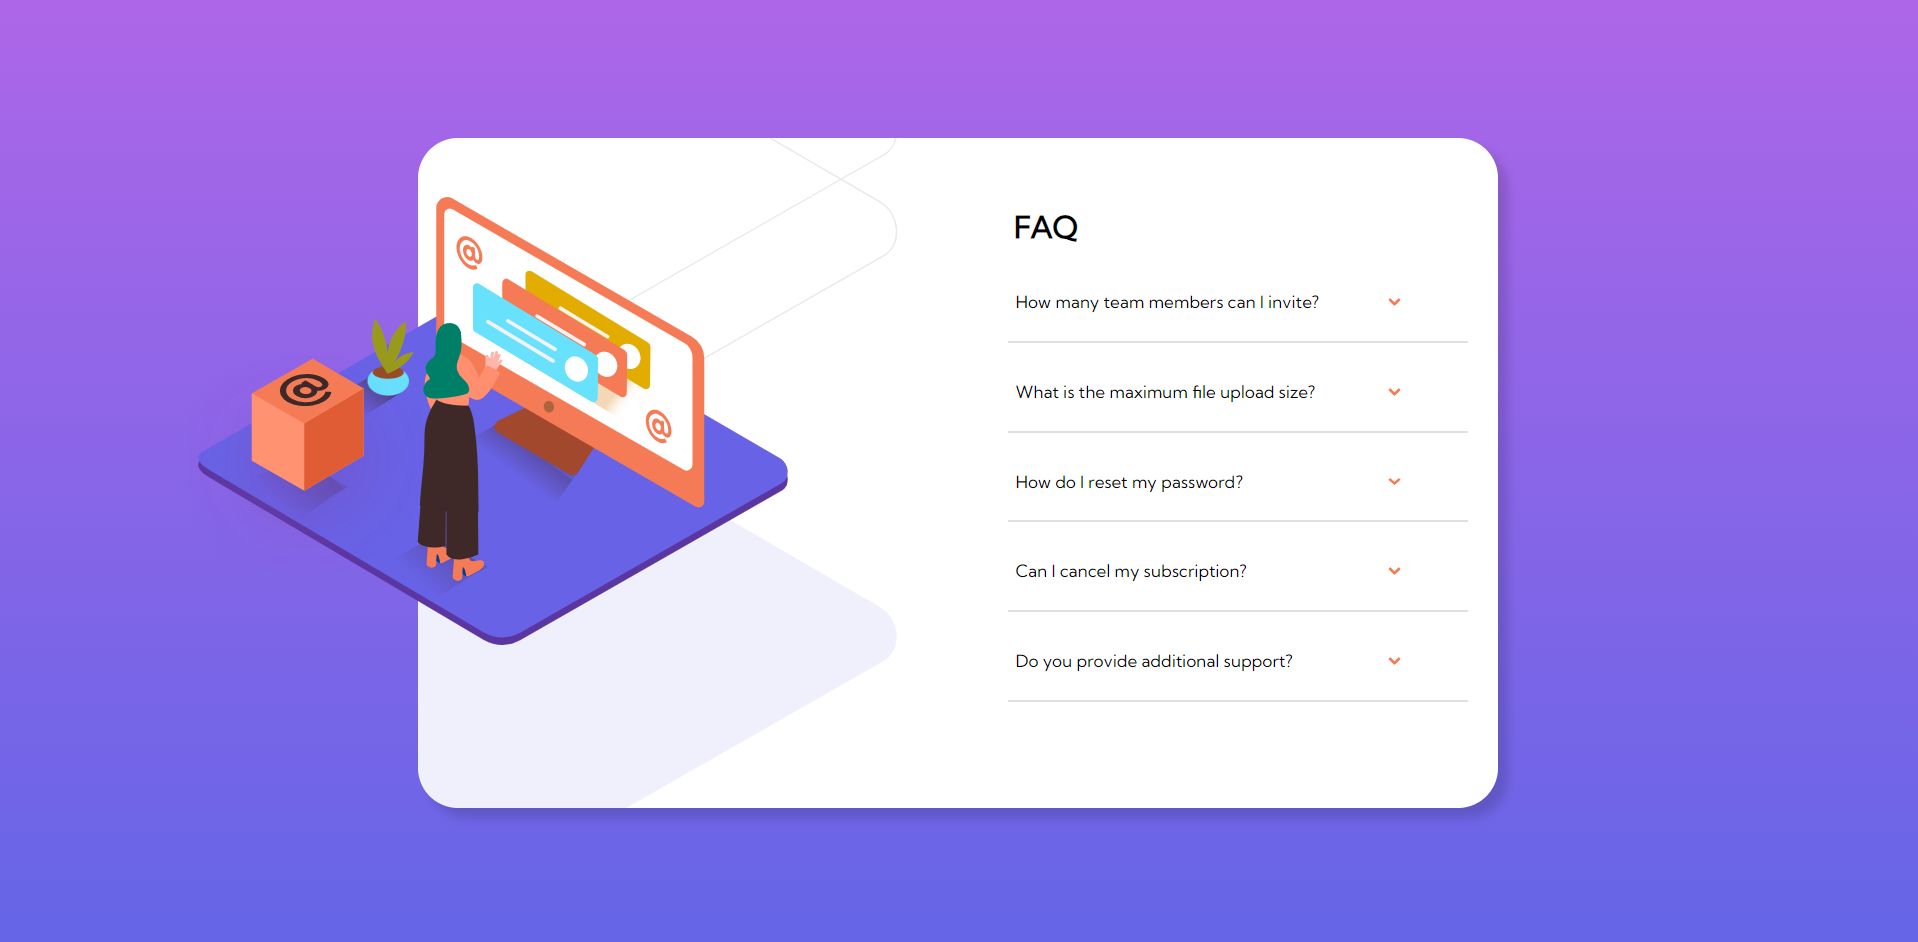 @
@
@
FAQ
How many team members can I invite?
What is the maximum file upload size?
How do I reset my password?
Can I cancel my subscription?
Do you provide additional support?